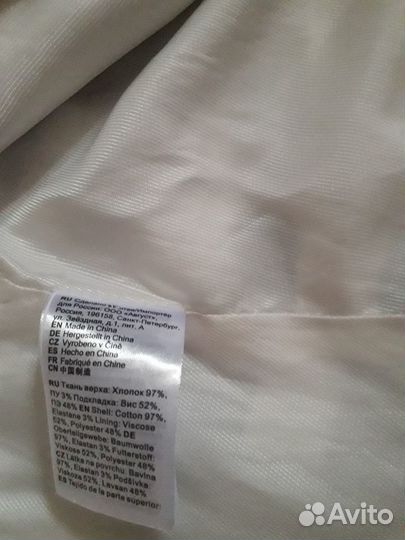 RU Сделано в
для России: ООО «Август»,
Россия, 196158, Санкт-Петербург,
ул. Звёздная, д.1, лит. А
EN Made in China
DE Hergestellt in China
CZ Vyrobeno v Číně
ES Hecho en China
FR Fabriqué en China
CN 中国制造
RU Ткань верха: Хлопок 97%,
ПУ 3% Подкладка: Вис 52%,
ПЭ 48% EN Shell: Cotton 97%,
Elastane 3% Lining: Viscose
52%, Polyester 48% DE
Oberteilgewebe: Baumwolle
97%, Elastan 3% Futterstoff:
Viskose 52%, Polyester 48%
CZ Látka na povrchu: Bavlna
97%, Elastan 3% Podšívka:
Viskoza 52%, Lavsan 48%
ES Tejido de la parte superior:
Avito